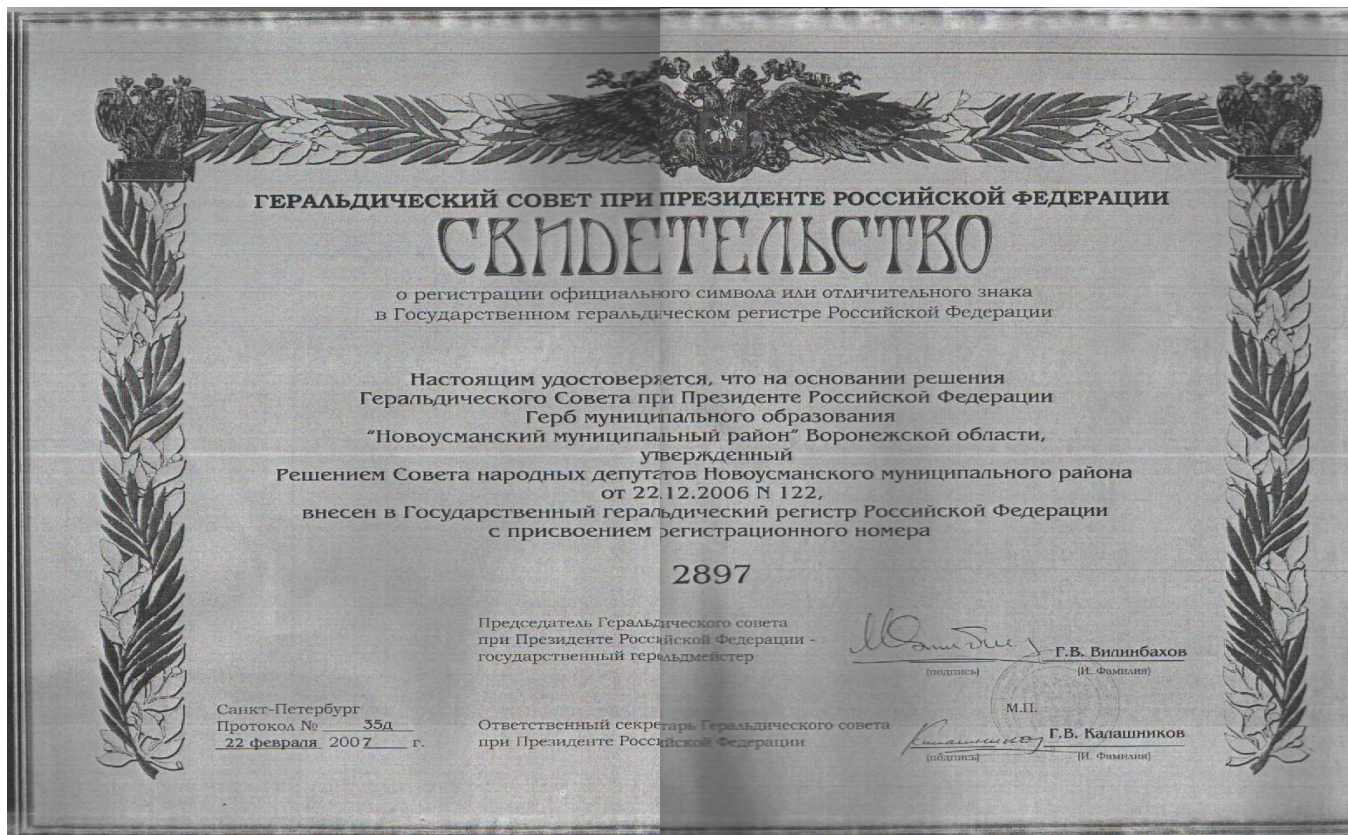 ГЕРАЛЬДИЧЕСКИЙ СОВЕТ ПРИ ПРЕЗИДЕНТЕ РОССИЙСКОЙ ФЕДЕРАЦИИ
СВИДЕТЕЛЬСТВО
о регистрации официального символа или отличительного знака
в Государственном геральдическом регистре Российской Федерации
Настоящим удостоверяется, что на основании решения
Геральдического Совета при Президенте Российской Федерации
Герб муниципального образования
"Новоусманский муниципальный район" Воронежской области,
утвержденный
Решением Совета народных депутатов Новоусманского муниципального района
от 22.12.2006 N 122,
внесен в Государственный геральдический регистр Российской Федерации
с присвоением регистрационного номера
2897
Председатель Геральдического совета
при Президенте Российской Федерации -
государственный герольдмейстер
Г.В. Вилинбахов
(подпись) (И. Фамилия)
М.П.
Санкт-Петербург
Протокол № 35д
22 февраля 2007 г.
Ответственный секретарь Геральдического совета
при Президенте Российской Федерации
Г.В. Калашников
(подпись) (И. Фамилия)